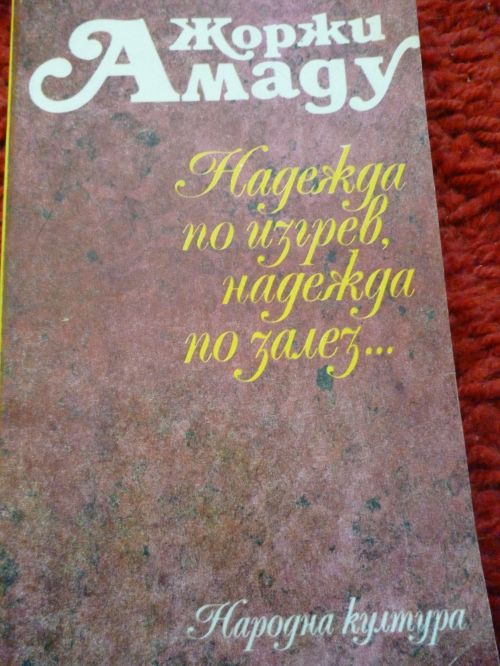 Жоржи
Амаду
Надежда
по изгрев,
надежда
по залез...
Народна култура